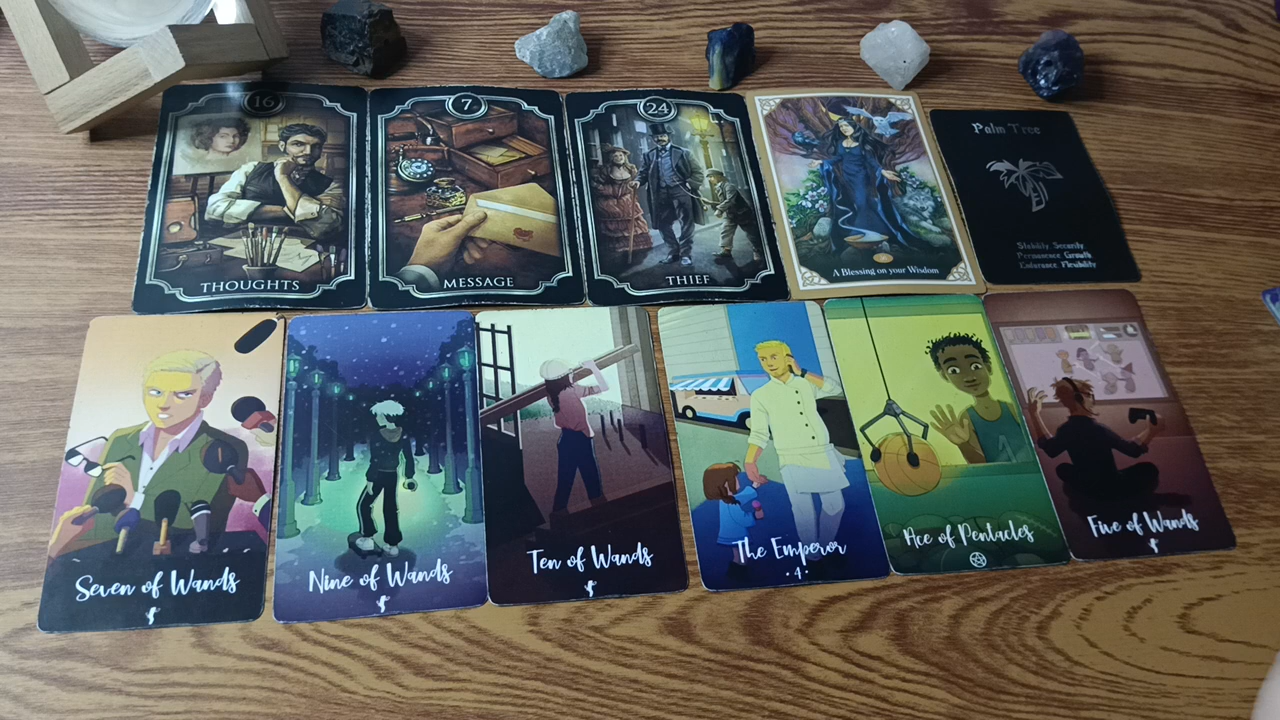 16
THOUGHTS
7
MESSAGE
24
THIEF
A Blessing on your Wisdom
Palm Tree
Stability Security
Permanence Growth
Endurance Flexibility
Seven of Wands
Nine of Wands
Ten of Wands
The Emperor
• 4 •
Ace of Pentacles
Five of Wands